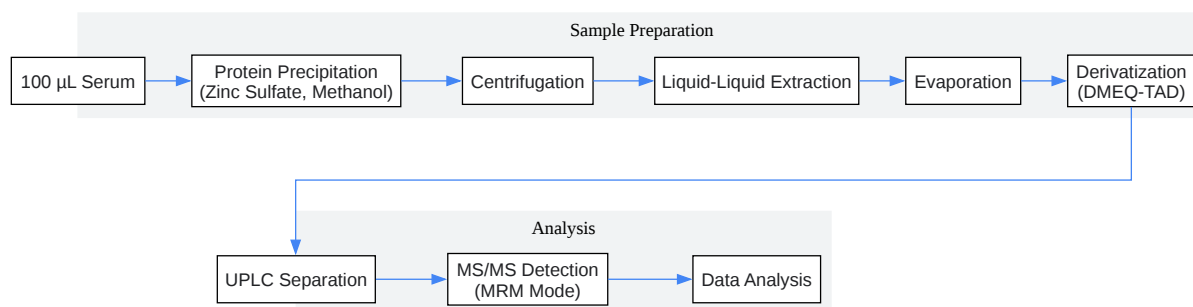 Sample Preparation
100 µL Serum
Protein Precipitation
(Zinc Sulfate, Methanol)
Centrifugation
Liquid-Liquid Extraction
Evaporation
Derivatization
(DMEQ-TAD)
Analysis
UPLC Separation
MS/MS Detection
(MRM Mode)
Data Analysis